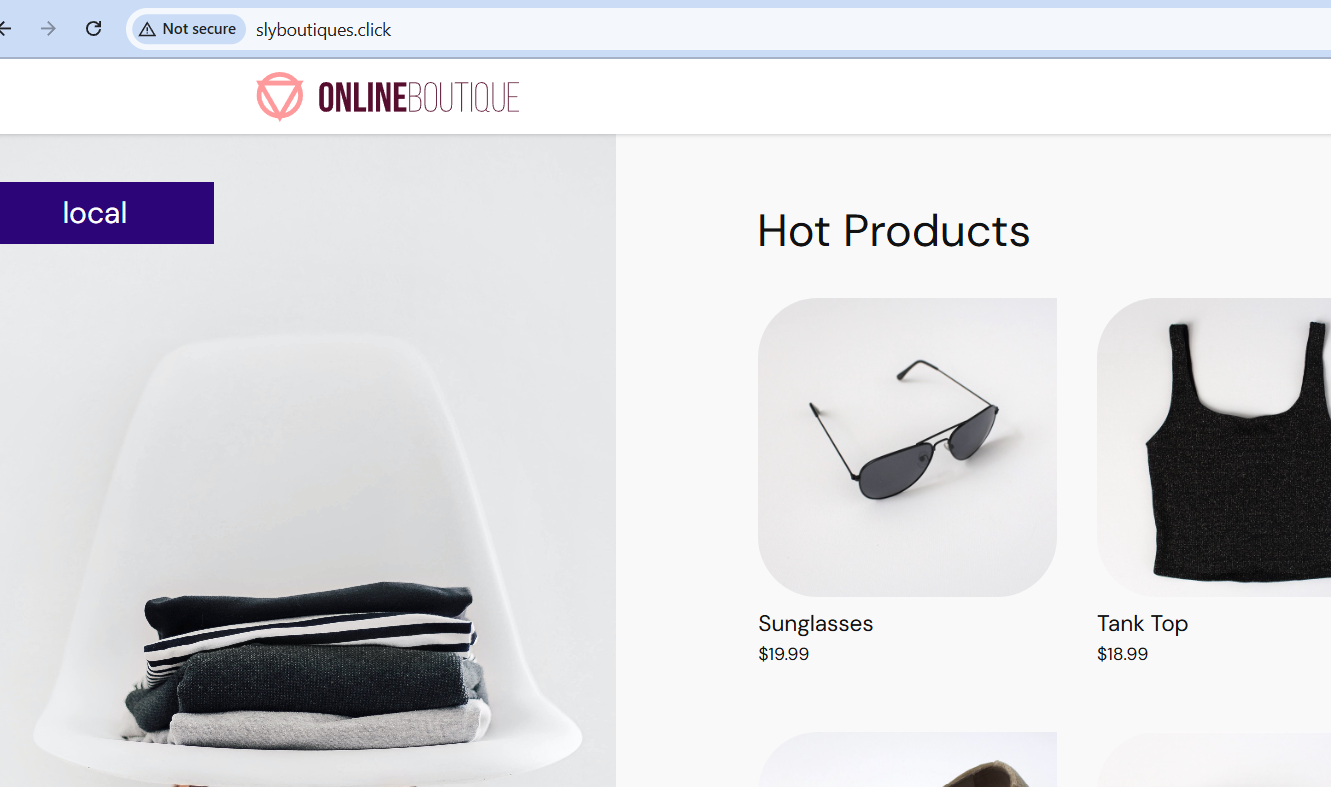 Not secure slyboutiques.click
ONLINEBOUTIQUE
local
Hot Products
Sunglasses
$19.99
Tank Top
$18.99